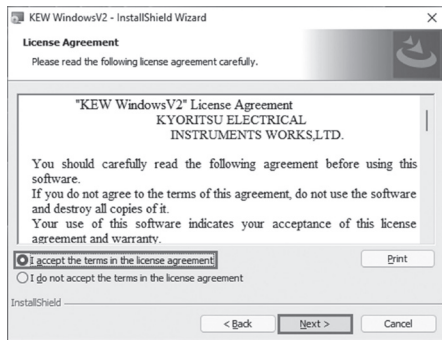 KEW WindowsV2 - InstallShield Wizard
License Agreement
Please read the following license agreement carefully.
"KEW WindowsV2" License Agreement
KYORITSU ELECTRICAL
INSTRUMENTS WORKS,LTD.
You should carefully read the following agreement before using this
software.
If you do not agree to the terms of this agreement, do not use the software
and destroy all copies of it.
Your use of this software indicates your acceptance of this license
agreement and warranty.
I accept the terms in the license agreement
Print
I do not accept the terms in the license agreement
InstallShield
< Back
Next >
Cancel